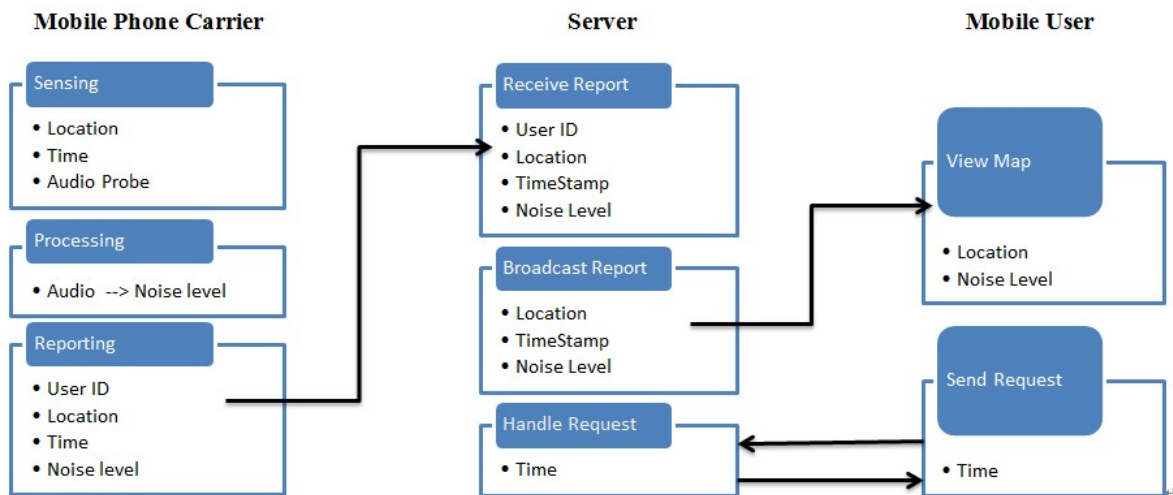 Mobile Phone Carrier
Sensing
• Location
• Time
• Audio Probe
Processing
• Audio --> Noise level
Reporting
• User ID
• Location
• Time
• Noise level
Server
Receive Report
• User ID
• Location
• TimeStamp
• Noise Level
Broadcast Report
• Location
• TimeStamp
• Noise Level
Handle Request
• Time
Mobile User
View Map
• Location
• Noise Level
Send Request
• Time